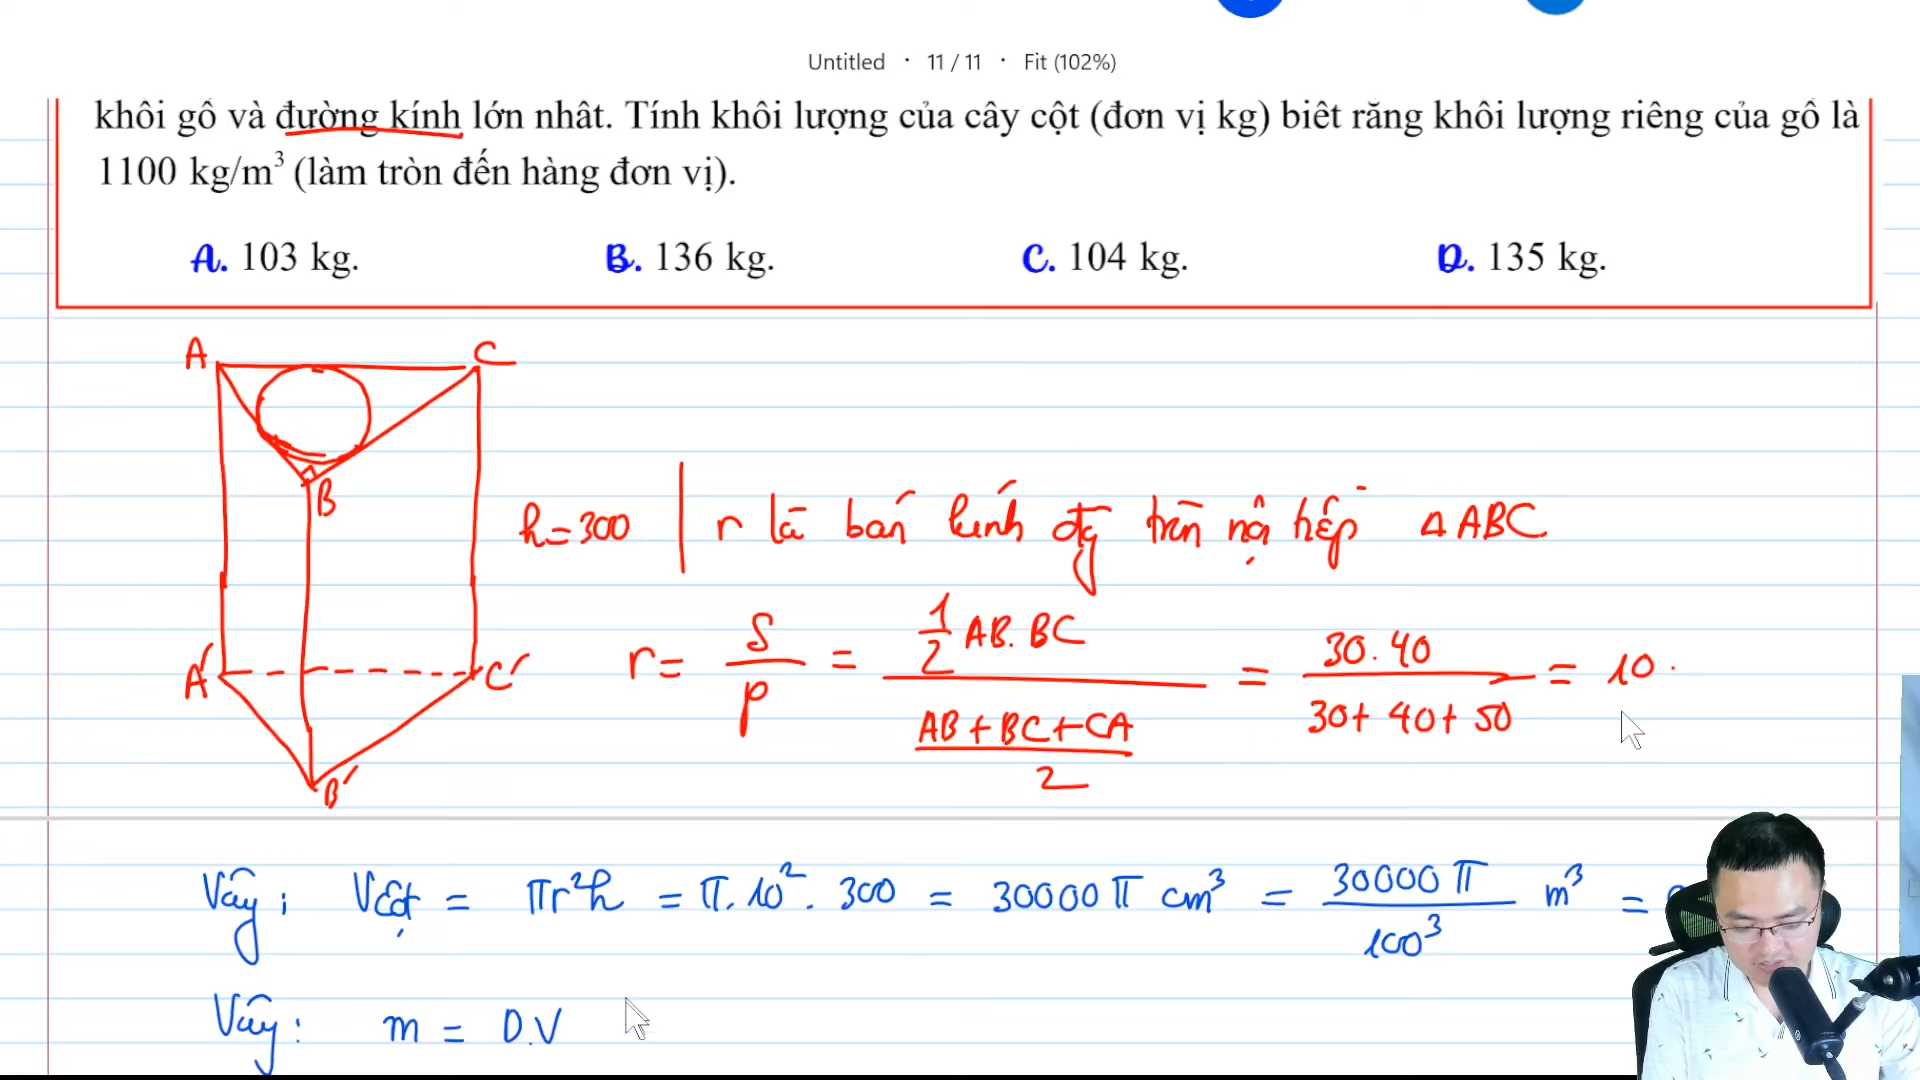 Untitled • 11 / 11 • Fit (102%)
khối gỗ và đường kính lớn nhất. Tính khối lượng của cây cột (đơn vị kg) biết rằng khối lượng riêng của gỗ là
1100 kg/m³ (làm tròn đến hàng đơn vị).
A. 103 kg. B. 136 kg. C. 104 kg. D. 135 kg.
A C
B
h = 300 | r là bán kính đg tròn nội tiếp Δ ABC
r = S/p = (1/2 AB. BC)/((AB + BC + CA)/2) = (30. 40)/(30 + 40 + 50) = 10.
A' C'
B'
Vậy: Vcột = πr²h = π. 10². 300 = 30000 π cm³ = (30000 π)/(100³) m³ =
Vậy: m = D.V